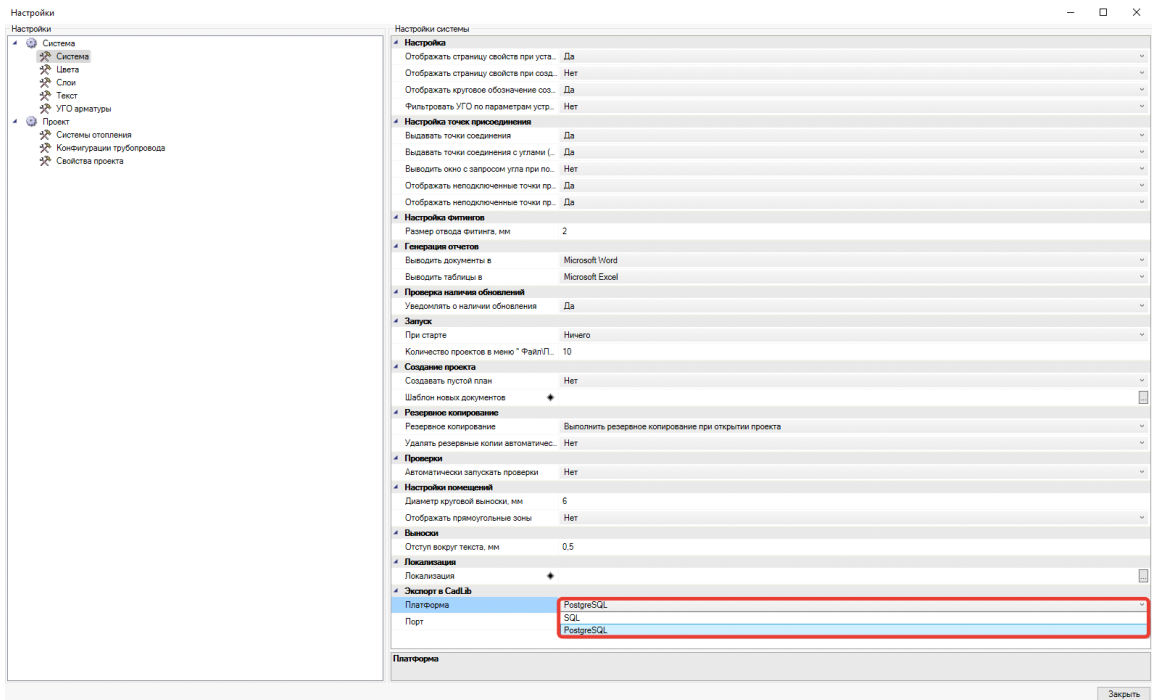 Настройки
Настройки
Система
Система
Цвета
Слои
Текст
УГО арматуры
Проект
Системы отопления
Конфигурации трубопровода
Свойства проекта
Настройки системы
Настройка
Отображать страницу свойств при уста... Да
Отображать страницу свойств при созд... Нет
Отображать круговое обозначение соз... Да
Фильтровать УГО по параметрам устр... Нет
Настройка точек присоединения
Выдавать точки соединения Да
Выдавать точки соединения с углами (... Да
Выводить окно с запросом угла при по... Нет
Отображать неподключенные точки пр... Да
Отображать неподключенные точки пр... Да
Настройка фитингов
Размер отвода фитинга, мм 2
Генерация отчетов
Выводить документы в Microsoft Word
Выводить таблицы в Microsoft Excel
Проверка наличия обновлений
Уведомлять о наличии обновления Да
Запуск
При старте Ничего
Количество проектов в меню " Файл\П... 10
Создание проекта
Создавать пустой план Нет
Шаблон новых документов ...
Резервное копирование
Резервное копирование Выполнить резервное копирование при открытии проекта
Удалять резервные копии автоматичес... Нет
Проверки
Автоматически запускать проверки Нет
Настройки помещений
Диаметр круговой выноски, мм 6
Отображать прямоугольные зоны Нет
Выноски
Отступ вокруг текста, мм 0,5
Локализация
Локализация ...
Экспорт в CadLib
Платформа PostgreSQL
SQL
Порт
PostgreSQL
Платформа
Закрыть